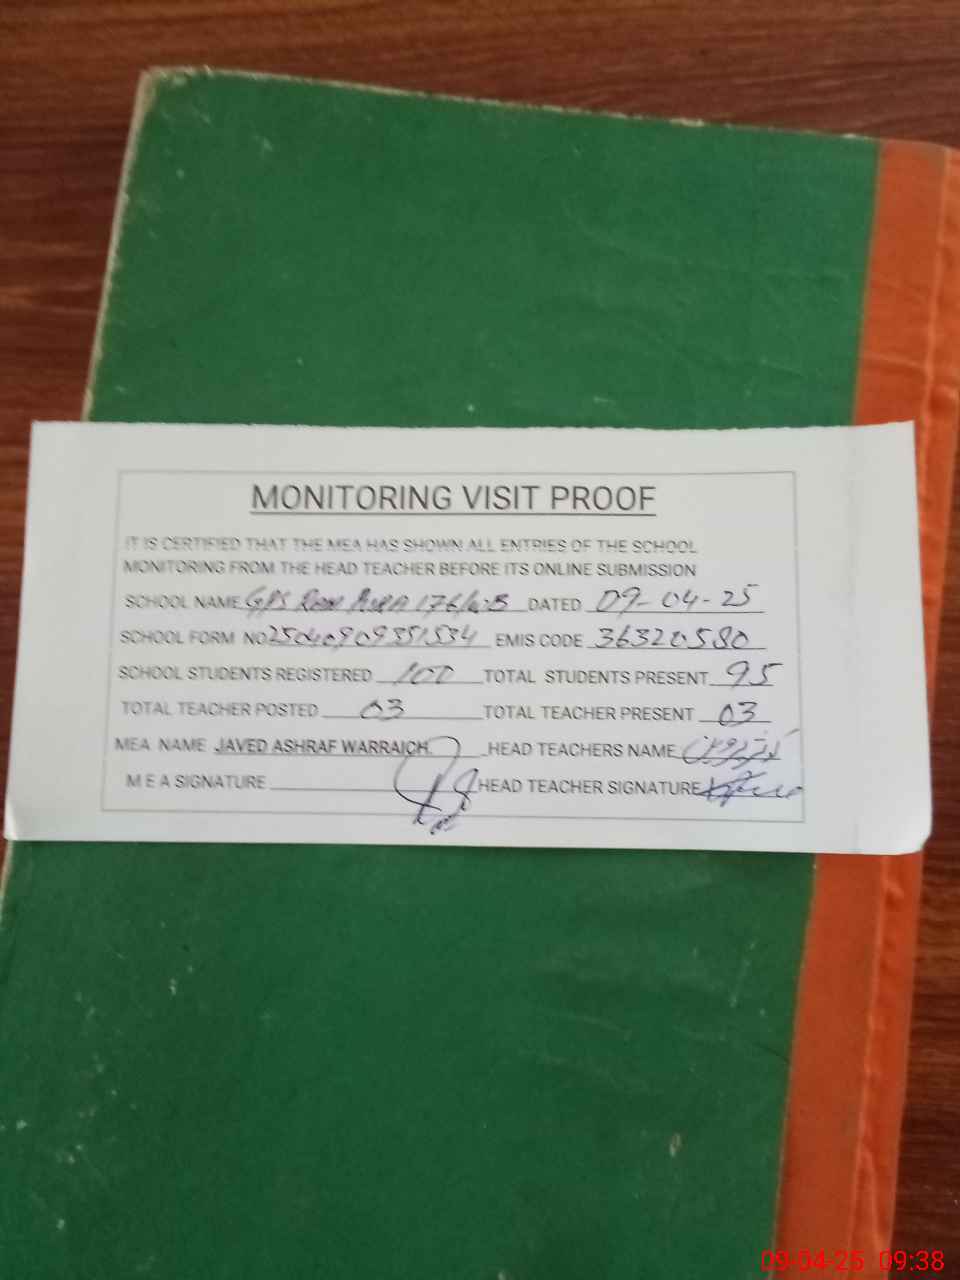 MONITORING VISIT PROOF
IT IS CERTIFIED THAT THE MEA HAS SHOWN ALL ENTRIES OF THE SCHOOL
MONITORING FROM THE HEAD TEACHER BEFORE ITS ONLINE SUBMISSION
SCHOOL NAME GPS 176/ DATED 09-04-25
SCHOOL FORM NO 25040909351534 EMIS CODE 36320580
SCHOOL STUDENTS REGISTERED 100 TOTAL STUDENTS PRESENT 95
TOTAL TEACHER POSTED 03 TOTAL TEACHER PRESENT 03
MEA NAME JAVED ASHRAF WARRAICH HEAD TEACHERS NAME
M E A SIGNATURE HEAD TEACHER SIGNATURE
09-04-25 09:38